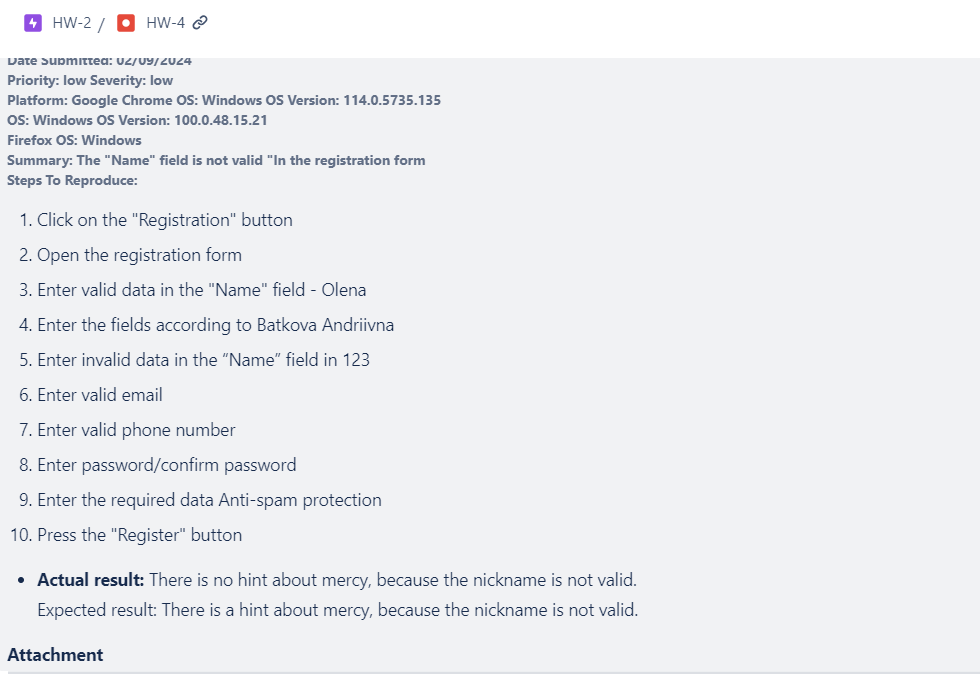 HW-2 / HW-4
Date Submitted: 02/09/2024
Priority: low Severity: low
Platform: Google Chrome OS: Windows OS Version: 114.0.5735.135
OS: Windows OS Version: 100.0.48.15.21
Firefox OS: Windows
Summary: The "Name" field is not valid "In the registration form
Steps To Reproduce:
1. Click on the "Registration" button
2. Open the registration form
3. Enter valid data in the "Name" field - Olena
4. Enter the fields according to Batkova Andriivna
5. Enter invalid data in the “Name” field in 123
6. Enter valid email
7. Enter valid phone number
8. Enter password/confirm password
9. Enter the required data Anti-spam protection
10. Press the "Register" button
• Actual result: There is no hint about mercy, because the nickname is not valid.
Expected result: There is a hint about mercy, because the nickname is not valid.
Attachment